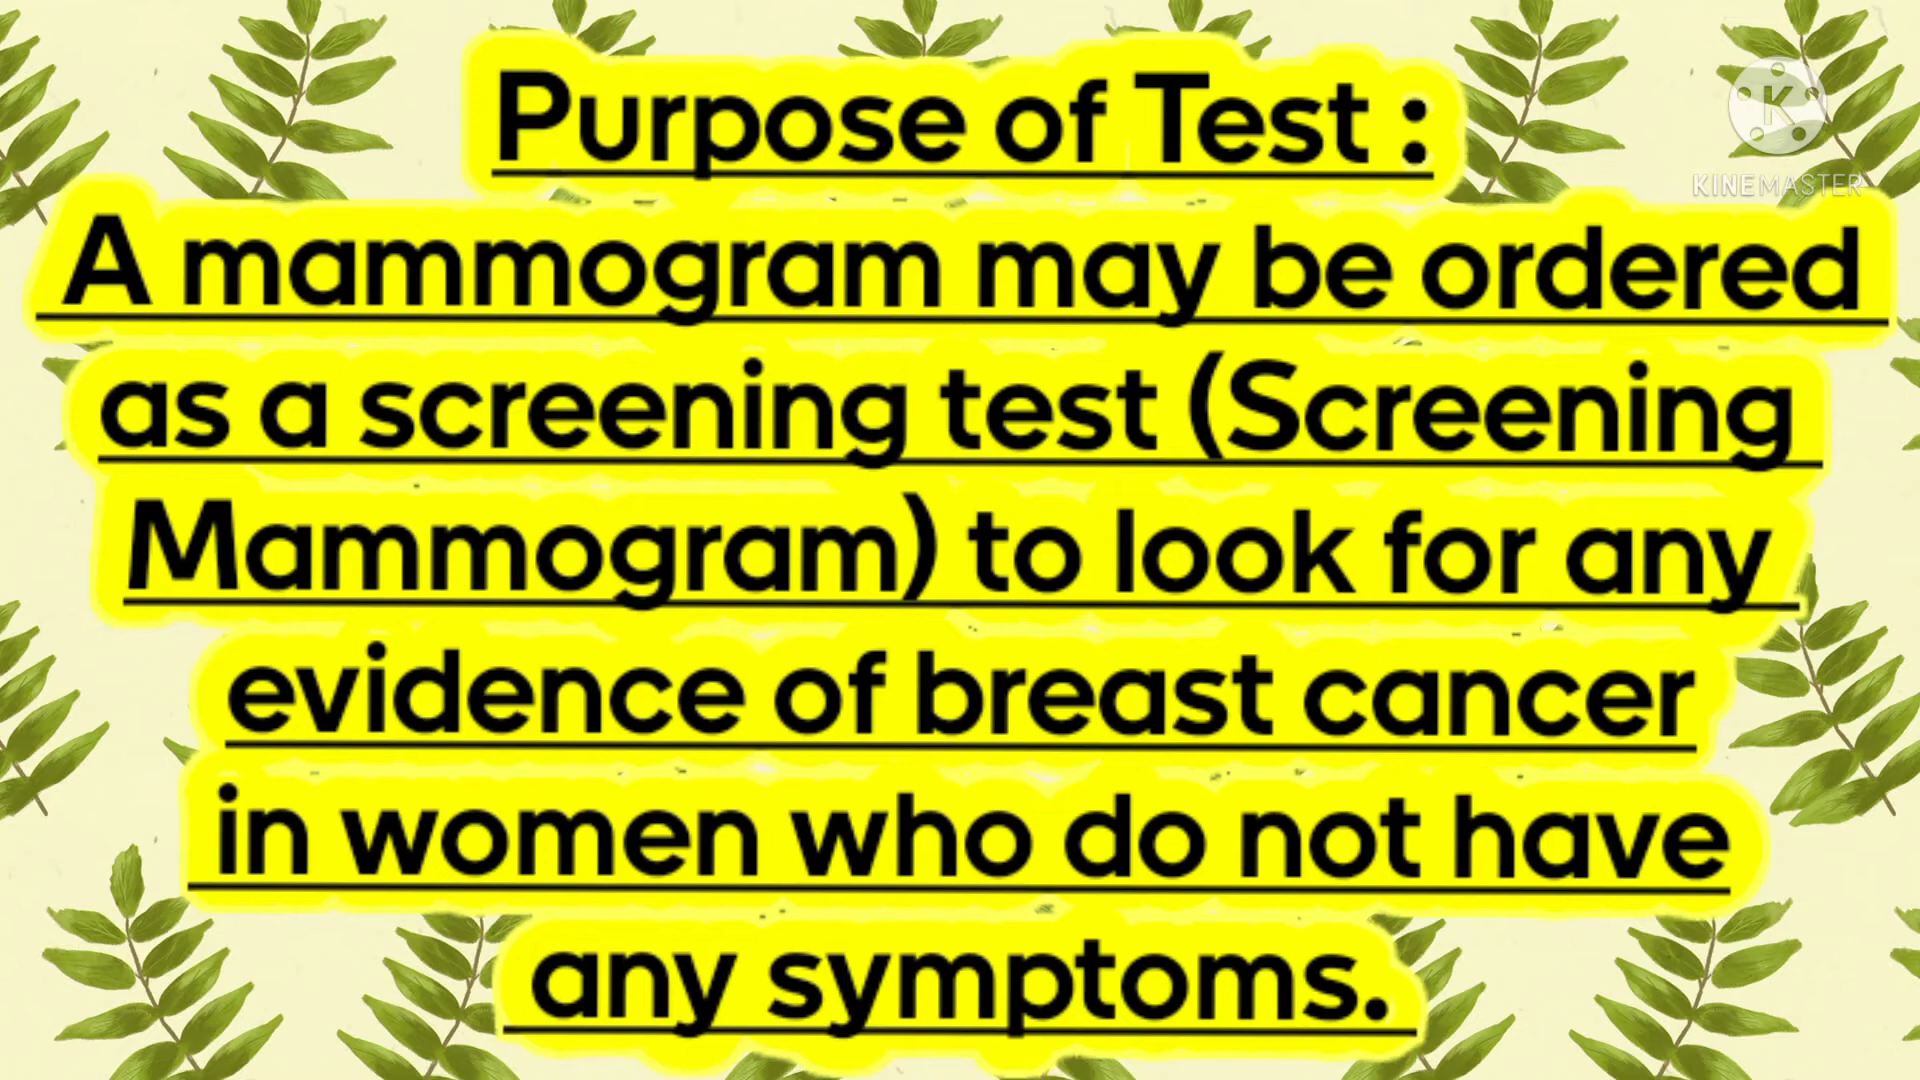 Purpose of Test :
K
KINEMASTER
A mammogram may be ordered
as a screening test (Screening
Mammogram) to look for any
evidence of breast cancer
in women who do not have
any symptoms.